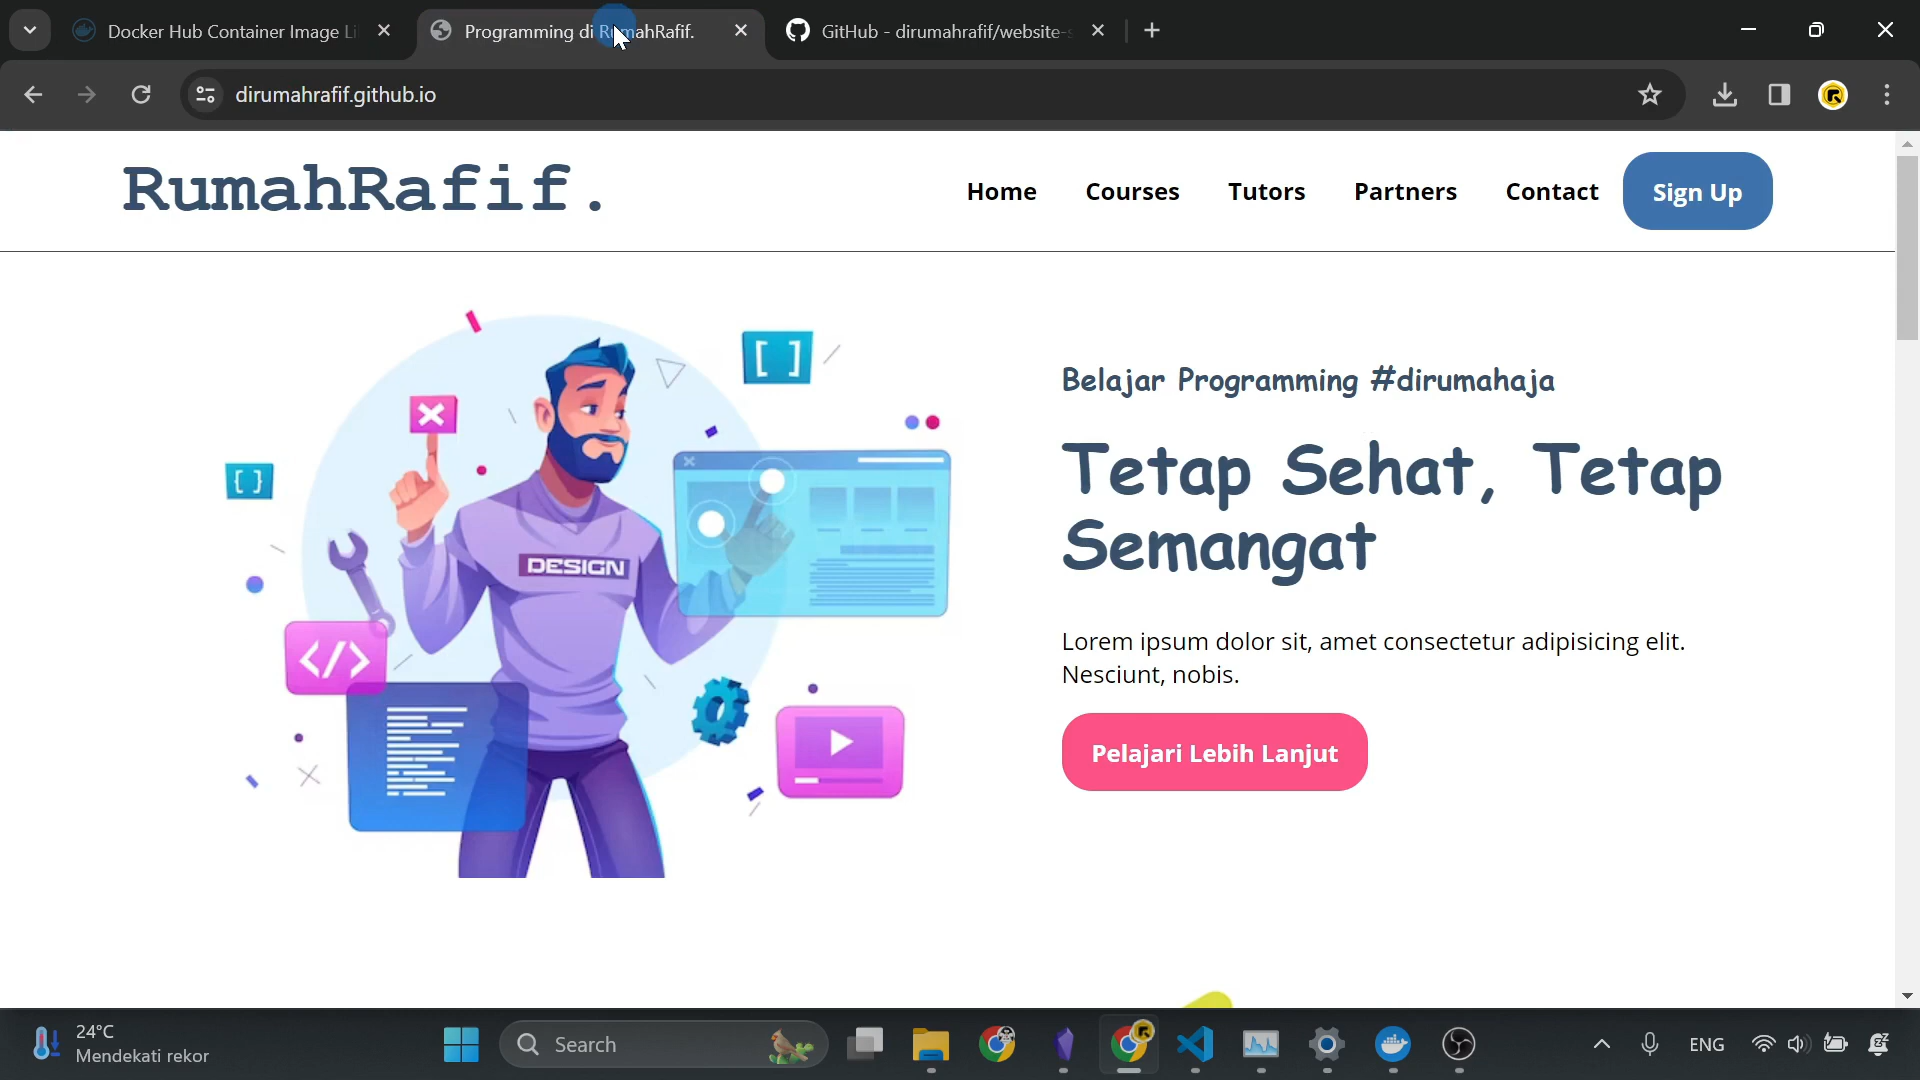 Docker Hub Container Image Li
Programming di RumahRafif.
GitHub - dirumahrafif/website-s
dirumahrafif.github.io
RumahRafif.
Home
Courses
Tutors
Partners
Contact
Sign Up
[ ]
{ }
DESIGN
</>
Belajar Programming #dirumahaja
Tetap Sehat, Tetap
Semangat
Lorem ipsum dolor sit, amet consectetur adipisicing elit.
Nesciunt, nobis.
Pelajari Lebih Lanjut
24°C
Mendekati rekor
Search
ENG